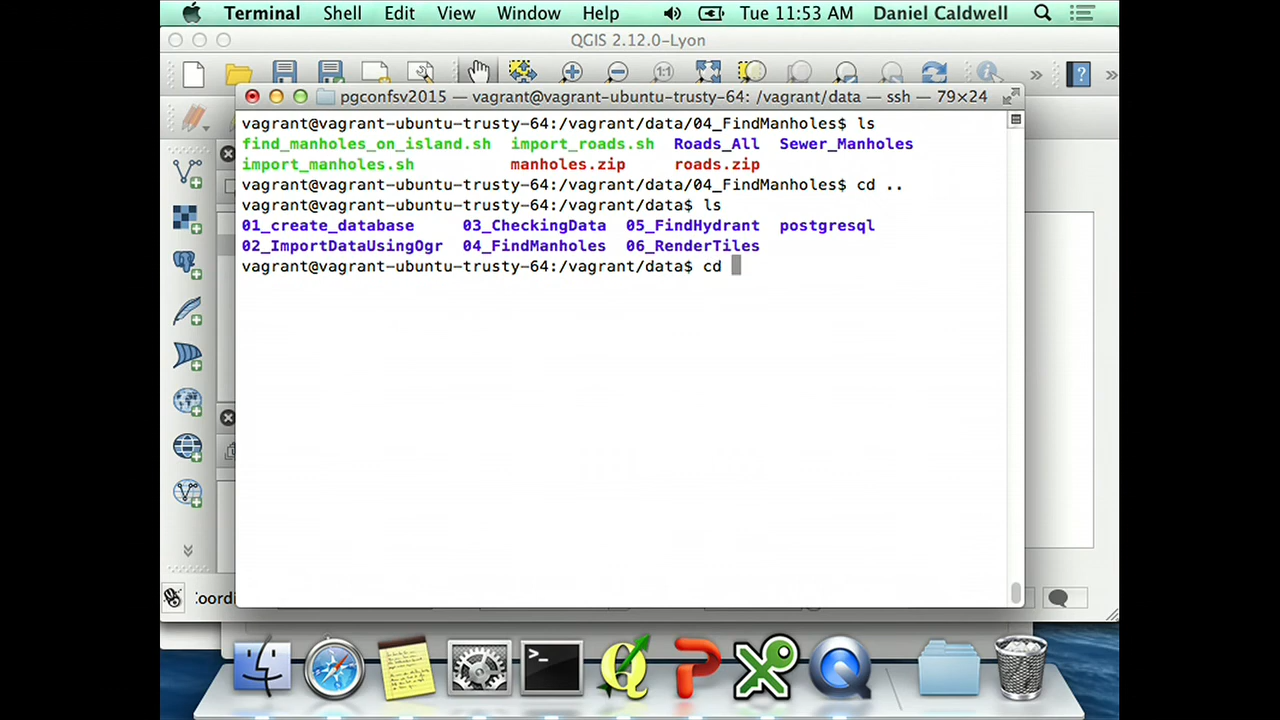 Terminal Shell Edit View Window Help Tue 11:53 AM Daniel Caldwell
QGIS 2.12.0-Lyon
1:1
pgconfsv2015 — vagrant@vagrant-ubuntu-trusty-64: /vagrant/data — ssh — 79×24
vagrant@vagrant-ubuntu-trusty-64:/vagrant/data/04_FindManholes$ ls
find_manholes_on_island.sh import_roads.sh Roads_All Sewer_Manholes
import_manholes.sh manholes.zip roads.zip
vagrant@vagrant-ubuntu-trusty-64:/vagrant/data/04_FindManholes$ cd ..
vagrant@vagrant-ubuntu-trusty-64:/vagrant/data$ ls
01_create_database 03_CheckingData 05_FindHydrant postgresql
02_ImportDataUsingOgr 04_FindManholes 06_RenderTiles
vagrant@vagrant-ubuntu-trusty-64:/vagrant/data$ cd
Coordi